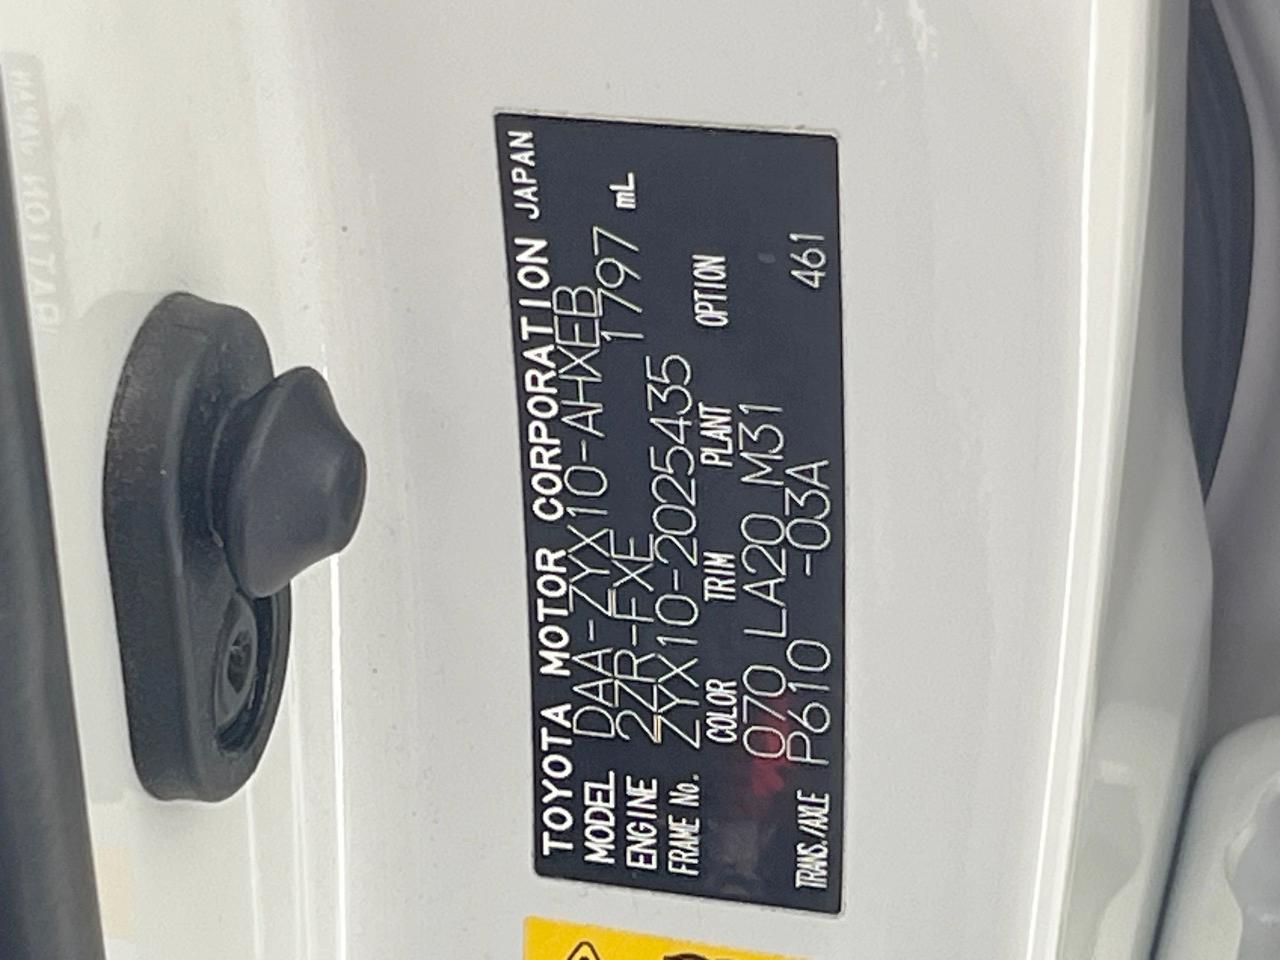 TOYOTA MOTOR CORPORATION JAPAN
MODEL DAA-ZYX10-AHXEB
ENGINE 2ZR-FXE 1797 mL
FRAME No. ZYX10-2025435
COLOR TRIM PLANT OPTION
070 LA20 M31
TRANS./AXLE P610 -03A 461